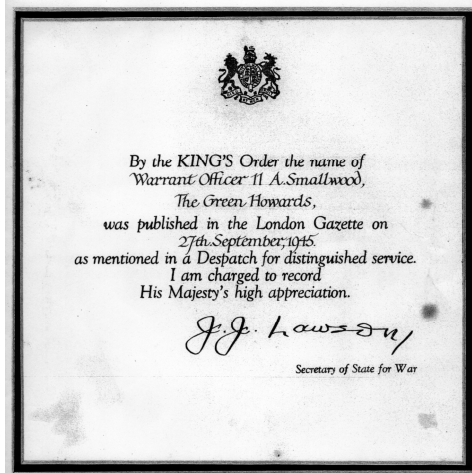 By the KING'S Order the name of
Warrant Officer 11 A.Smallwood,
The Green Howards,
was published in the London Gazette on
27th September, 1945.
as mentioned in a Despatch for distinguished service.
I am charged to record
His Majesty's high appreciation.
J.J. Lawson
Secretary of State for War